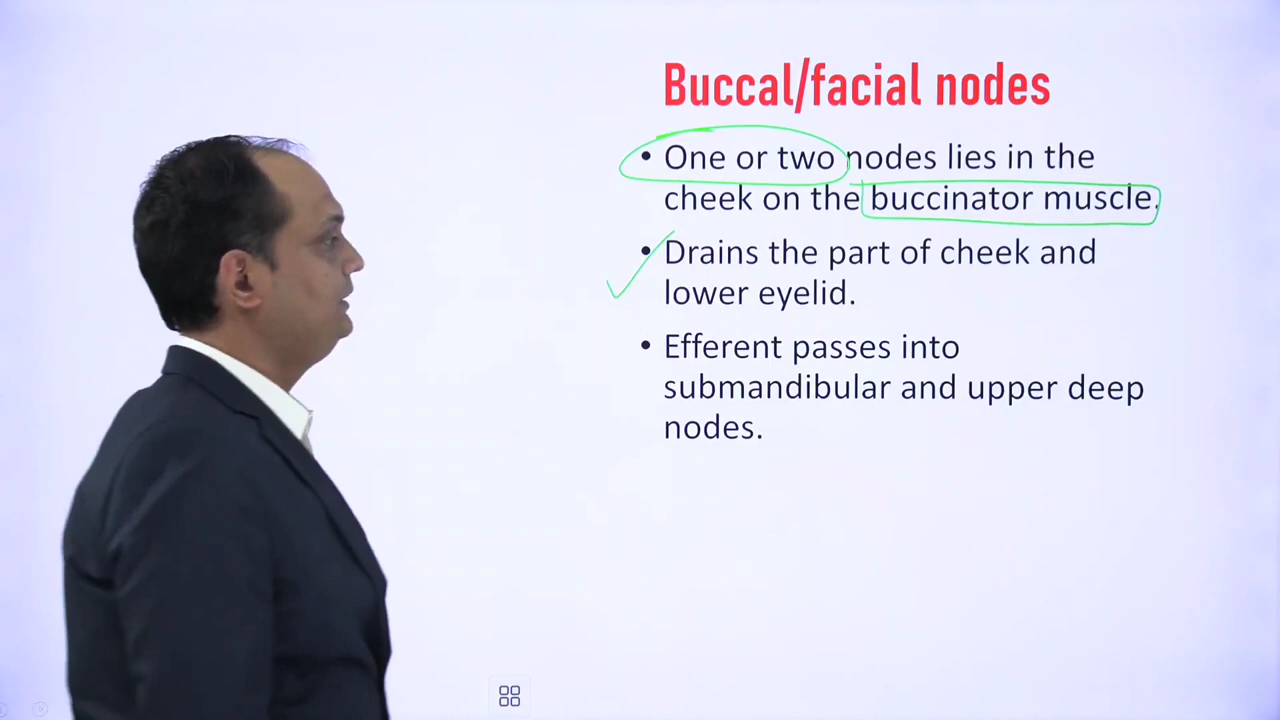 Buccal/facial nodes
• One or two nodes lies in the
cheek on the buccinator muscle.
• Drains the part of cheek and
lower eyelid.
• Efferent passes into
submandibular and upper deep
nodes.